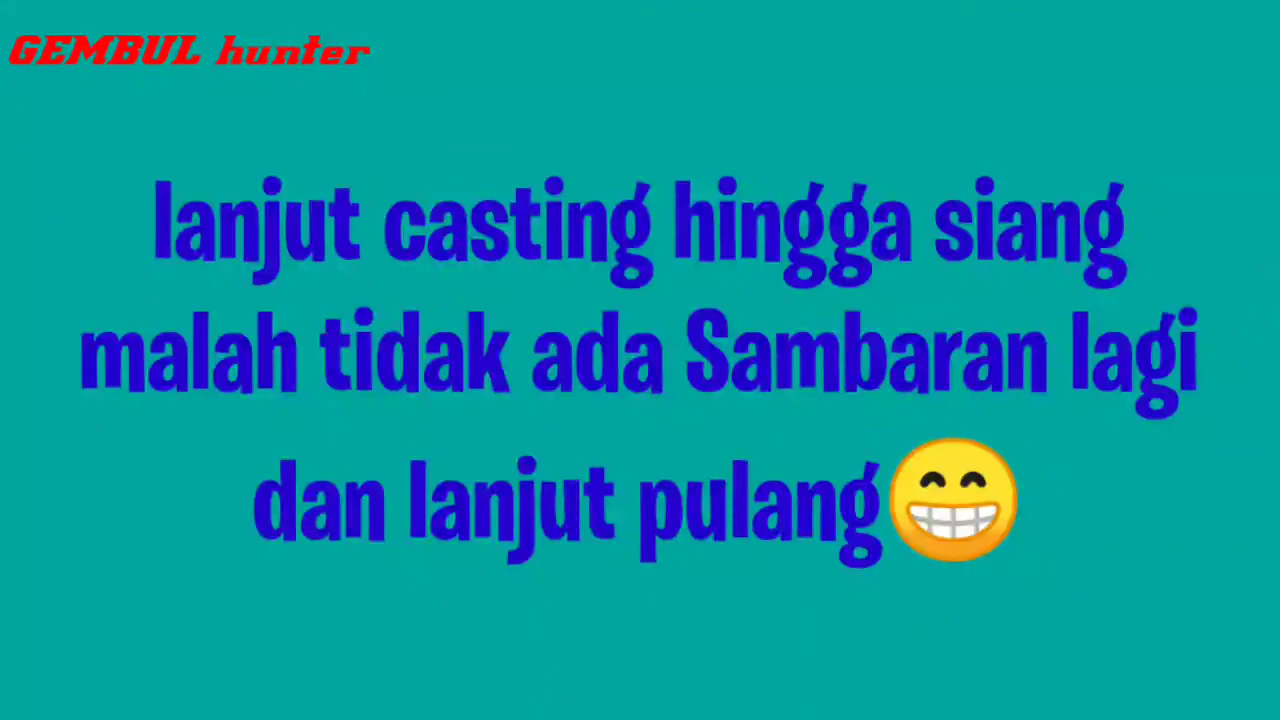 GEMBUL hunter
lanjut casting hingga siang
malah tidak ada Sambaran lagi
dan lanjut pulang😁